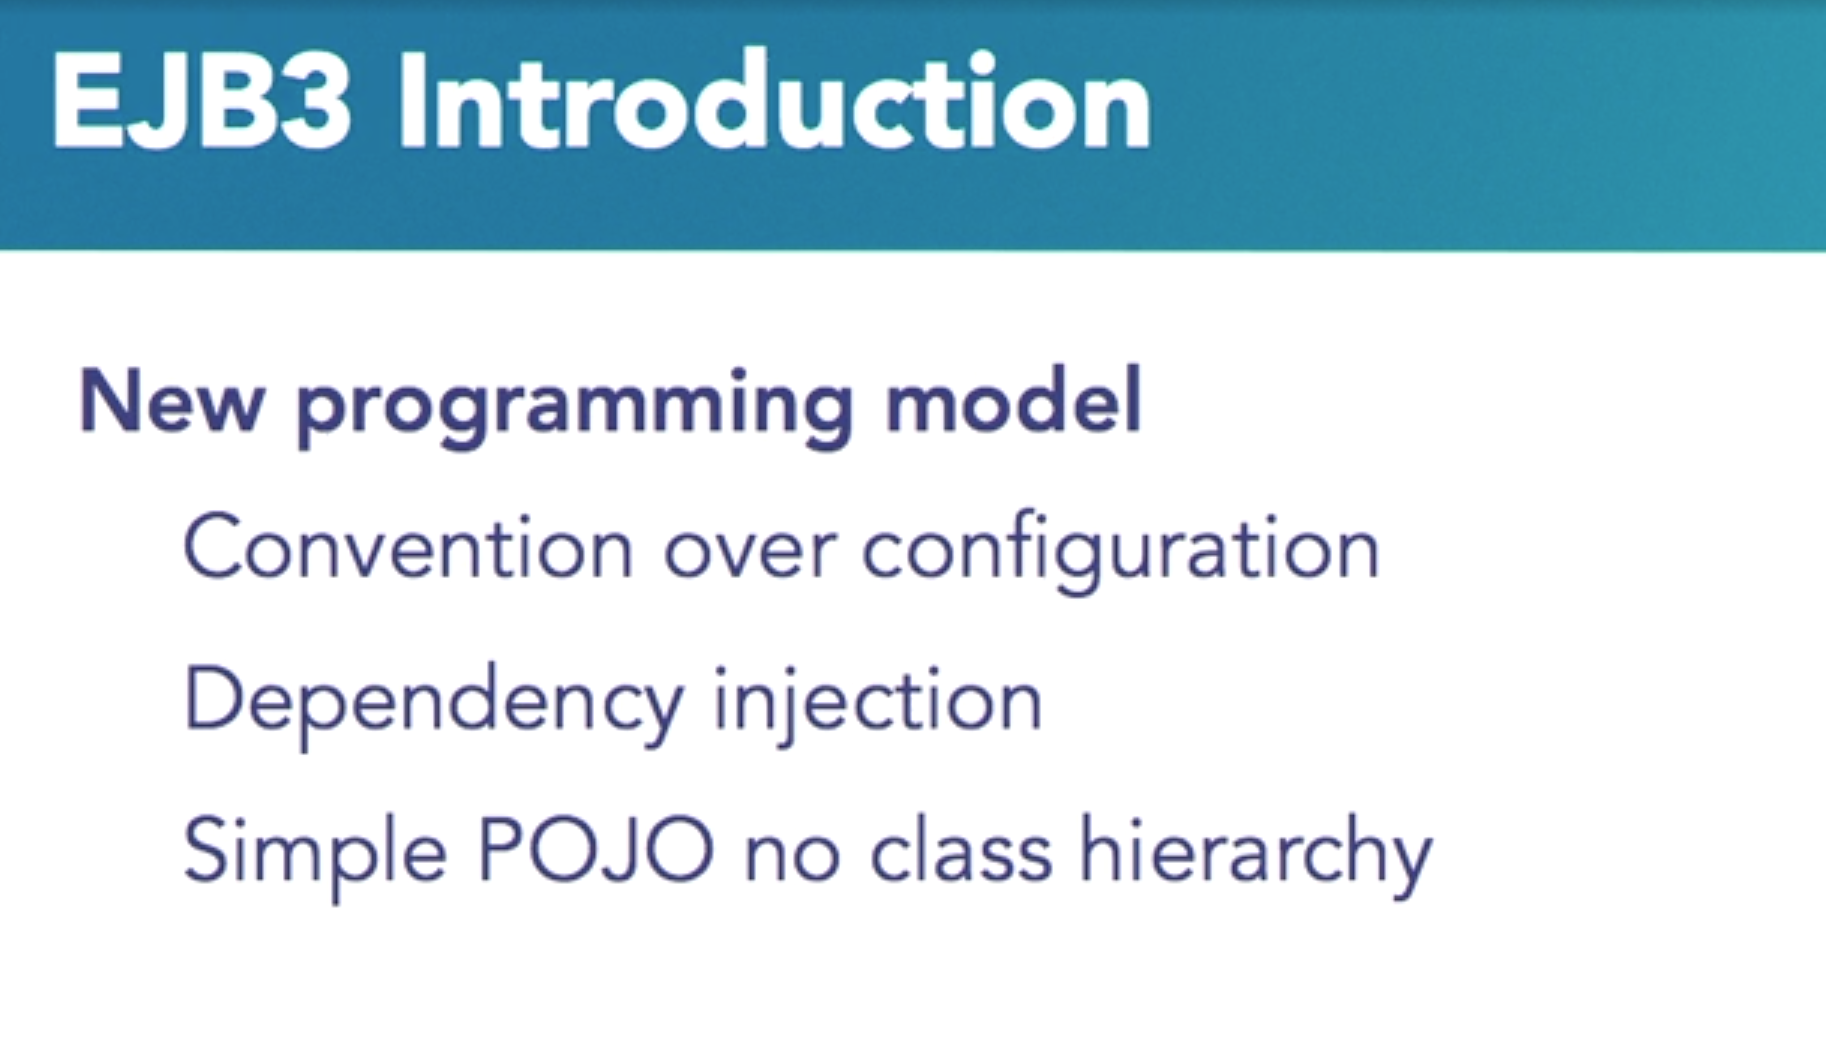 EJB3 Introduction
New programming model
Convention over configuration
Dependency injection
Simple POJO no class hierarchy